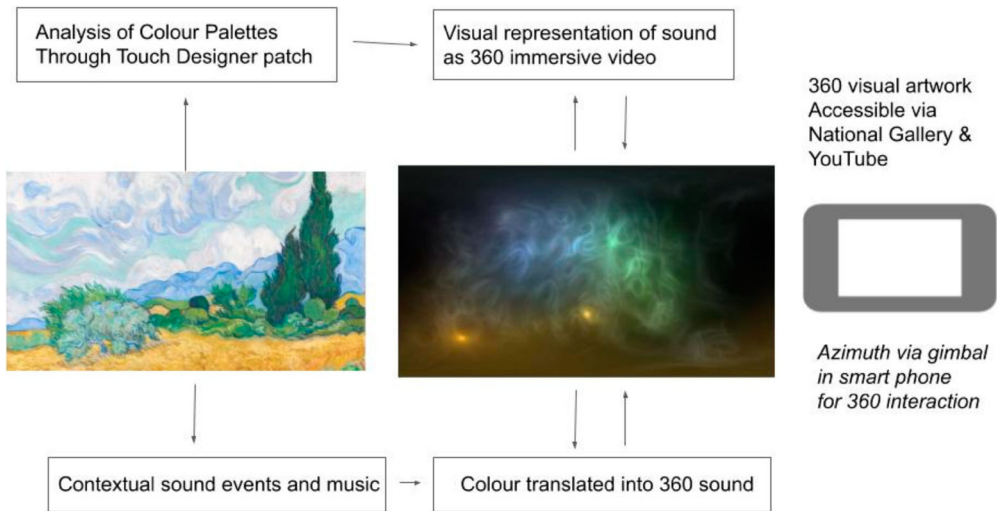 Analysis of Colour Palettes
Through Touch Designer patch
Visual representation of sound
as 360 immersive video
360 visual artwork
Accessible via
National Gallery &
YouTube
Azimuth via gimbal
in smart phone
for 360 interaction
Contextual sound events and music
Colour translated into 360 sound